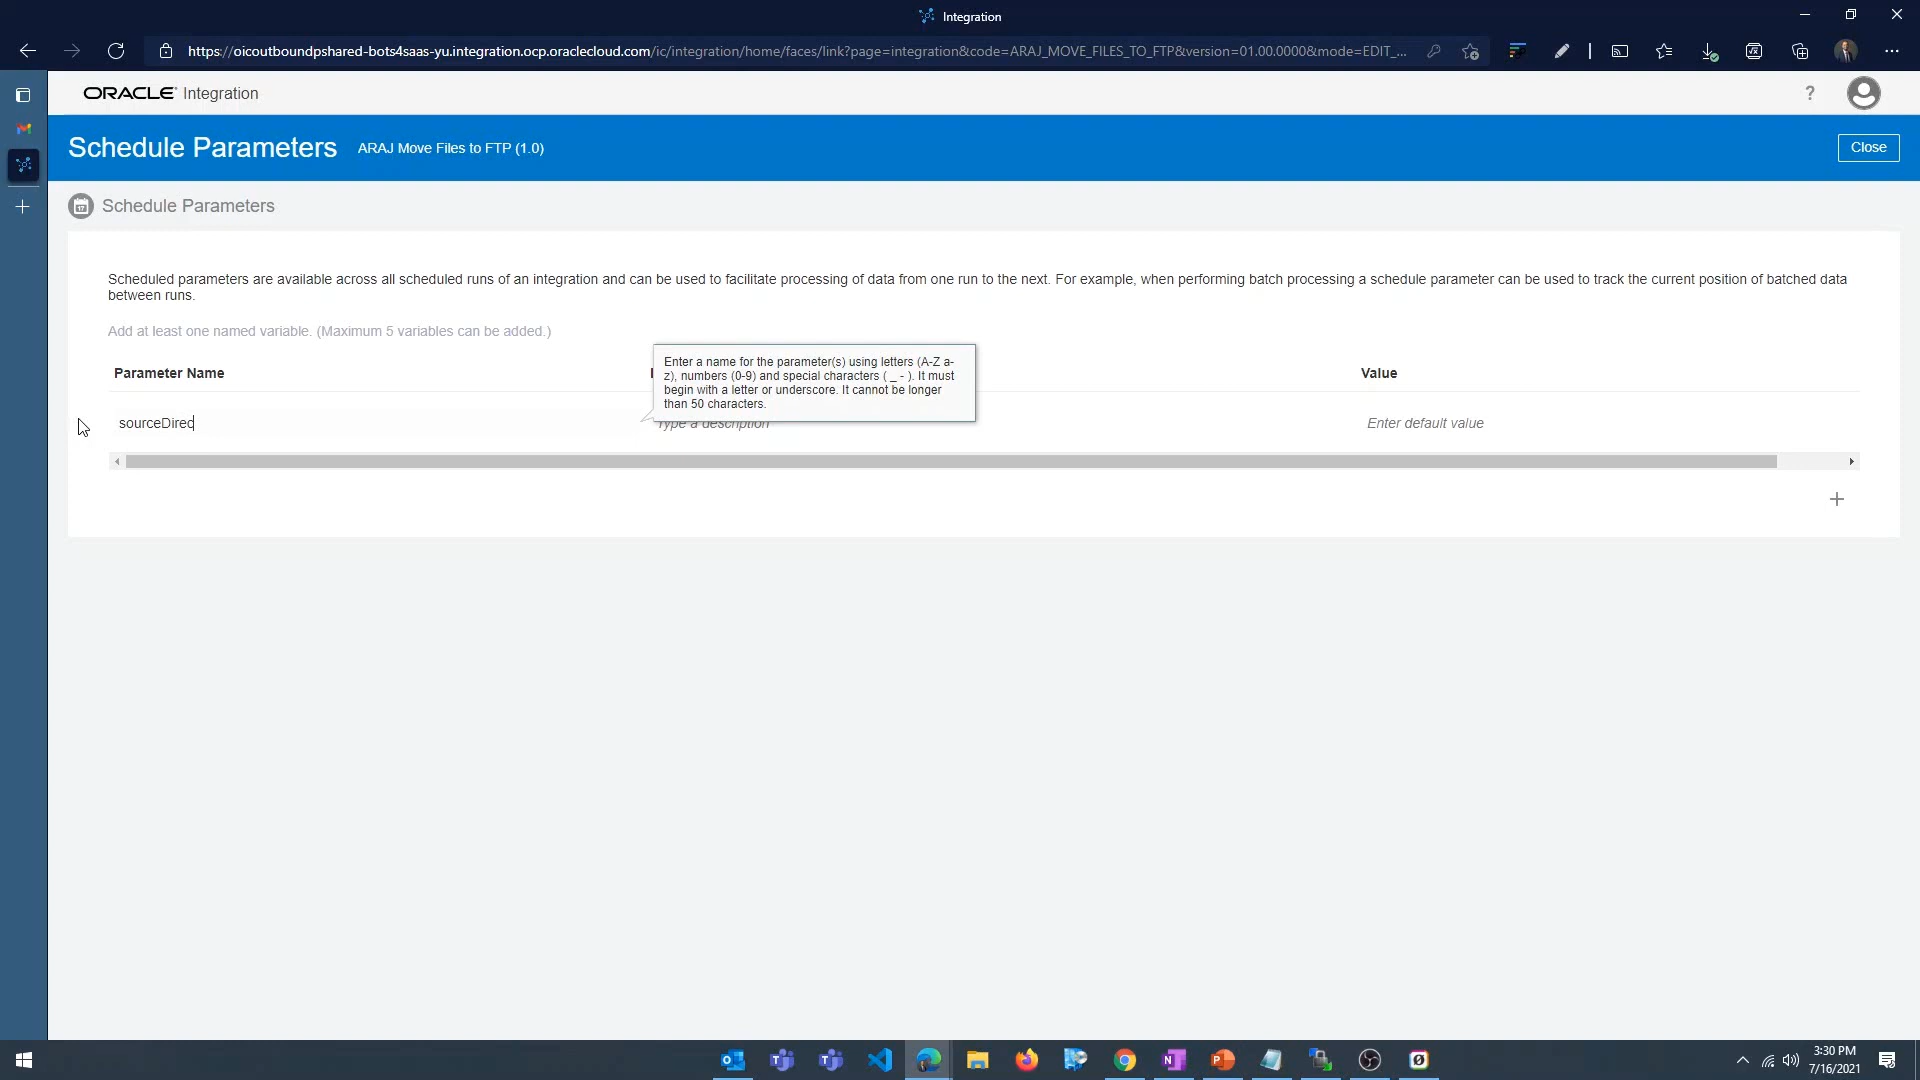 Integration
https://oicoutboundpshared-bots4saas-yu.integration.ocp.oraclecloud.com/ic/integration/home/faces/link?page=integration&code=ARAJ_MOVE_FILES_TO_FTP&version=01.00.0000&mode=EDIT_...
ORACLE Integration
?
Schedule Parameters ARAJ Move Files to FTP (1.0)
Close
Schedule Parameters
Scheduled parameters are available across all scheduled runs of an integration and can be used to facilitate processing of data from one run to the next. For example, when performing batch processing a schedule parameter can be used to track the current position of batched data
between runs.
Add at least one named variable. (Maximum 5 variables can be added.)
Parameter Name
Value
Enter a name for the parameter(s) using letters (A-Z a-
z), numbers (0-9) and special characters ( _ - ). It must
begin with a letter or underscore. It cannot be longer
than 50 characters.
sourceDirec
Type a description
Enter default value
3:30 PM
7/16/2021